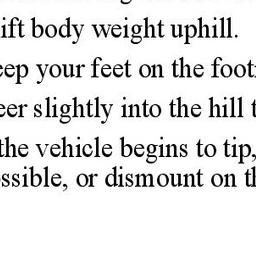 ift body weight uphill.
eep your feet on the foot
eer slightly into the hill t
the vehicle begins to tip,
ssible, or dismount on th